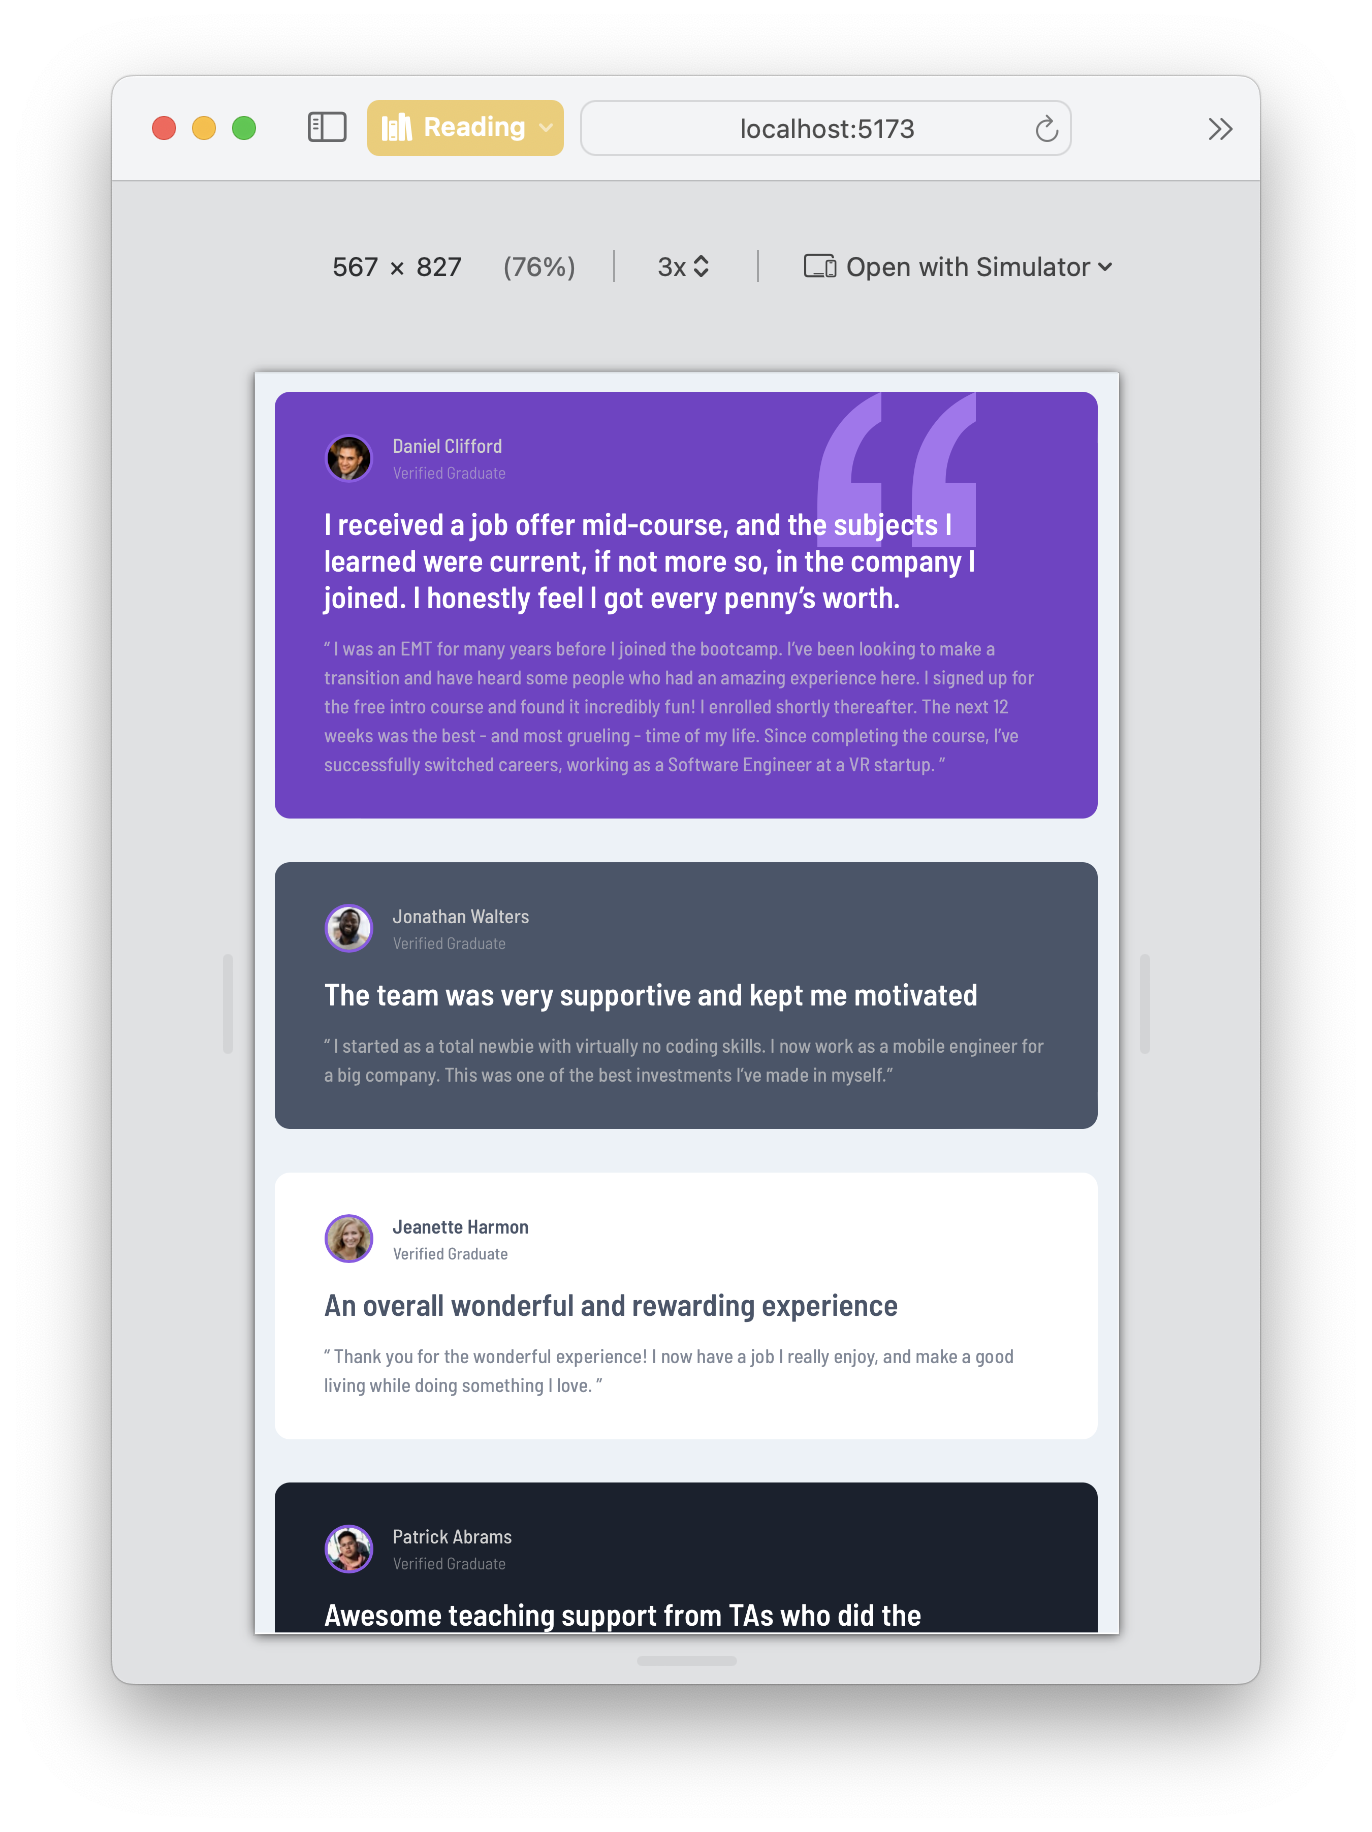 Reading
localhost:5173
567 × 827 (76%) 3x Open with Simulator
Daniel Clifford
Verified Graduate
I received a job offer mid-course, and the subjects I
learned were current, if not more so, in the company I
joined. I honestly feel I got every penny’s worth.
“ I was an EMT for many years before I joined the bootcamp. I’ve been looking to make a
transition and have heard some people who had an amazing experience here. I signed up for
the free intro course and found it incredibly fun! I enrolled shortly thereafter. The next 12
weeks was the best - and most grueling - time of my life. Since completing the course, I’ve
successfully switched careers, working as a Software Engineer at a VR startup. ”
Jonathan Walters
Verified Graduate
The team was very supportive and kept me motivated
“ I started as a total newbie with virtually no coding skills. I now work as a mobile engineer for
a big company. This was one of the best investments I’ve made in myself.”
Jeanette Harmon
Verified Graduate
An overall wonderful and rewarding experience
“ Thank you for the wonderful experience! I now have a job I really enjoy, and make a good
living while doing something I love. ”
Patrick Abrams
Verified Graduate
Awesome teaching support from TAs who did the